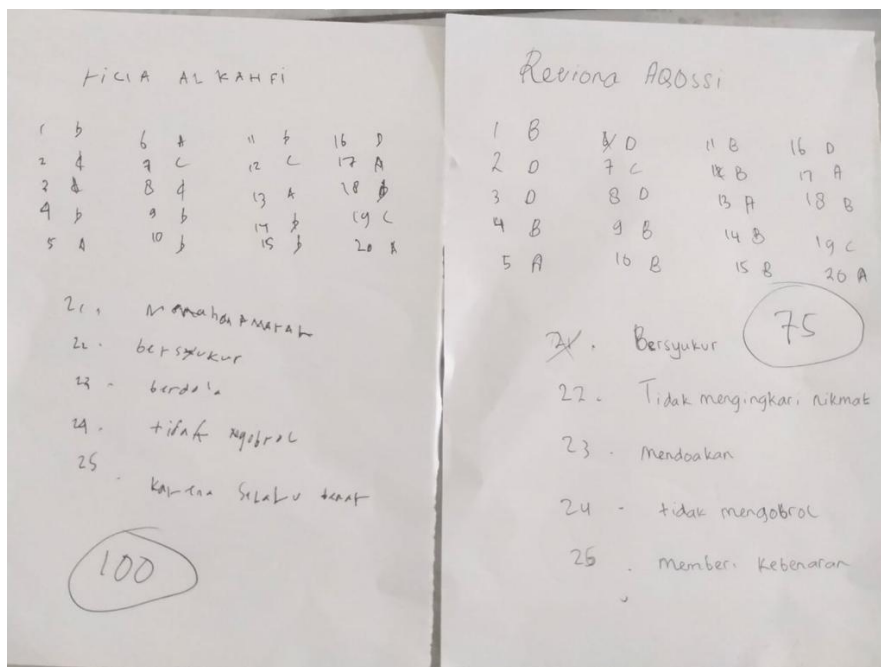 FICIA AL KAHFI
1 b 6 A 11 b 16 D
2 d 7 C 12 C 17 A
3 d 8 d 13 A 18
4 b 9 b 14 b 19 C
5 A 10 b 15 b 20 A
21.
22. bersyukur
23. berdo'a
24. tidak ngobrol
25
karena selalu
100
Reviona AQOSSI
1 B D 11 B 16 D
2 D 7 C 12 B 17 A
3 D 8 D 13 A 18 B
4 B 9 B 14 B 19 C
5 A 10 B 15 B 20 A
75
21. Bersyukur
22. Tidak mengingkari nikmat
23. Mendoakan
24 - tidak mengobrol
25. memberi kebenaran